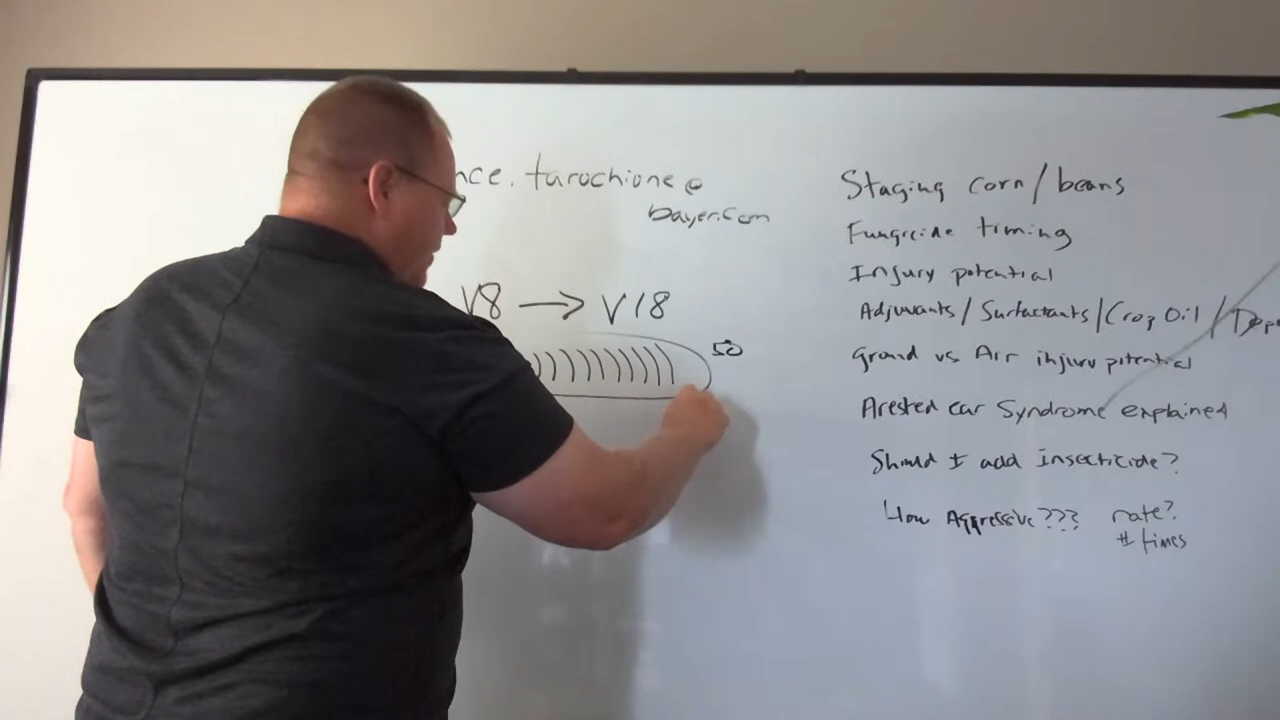 nce.turochione@
bayer.com
V8 → V18
50
Staging corn/beans
Fungicide timing
Injury potential
Adjuvants/Surfactants/Crop Oil/
Ground vs Air injury potential
Arested ear Syndrome explained
Should I add Insecticide?
How Aggressive??? rate?
# times